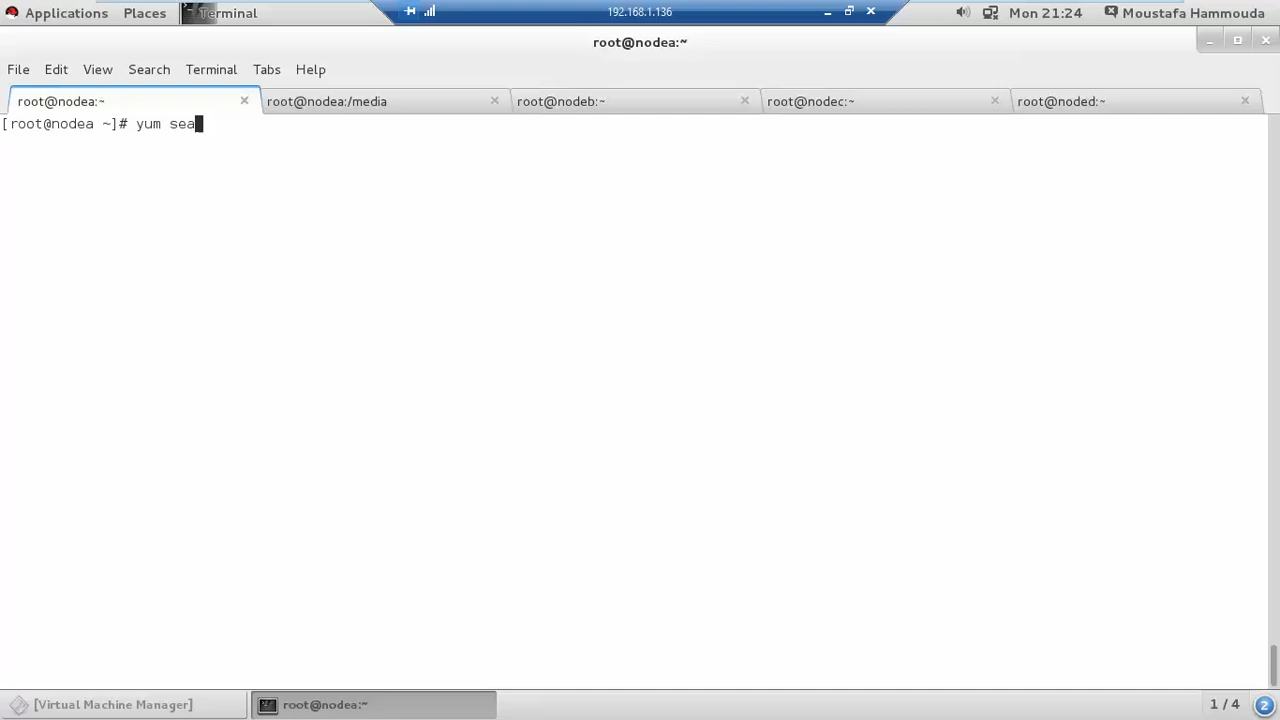 Applications Places Terminal 192.168.1.136 Mon 21:24 Moustafa Hammouda
root@nodea:~
File Edit View Search Terminal Tabs Help
root@nodea:~ root@nodea:/media root@nodeb:~ root@nodec:~ root@noded:~
[root@nodea ~]# yum sea
[Virtual Machine Manager] root@nodea:~ 1 / 4 2